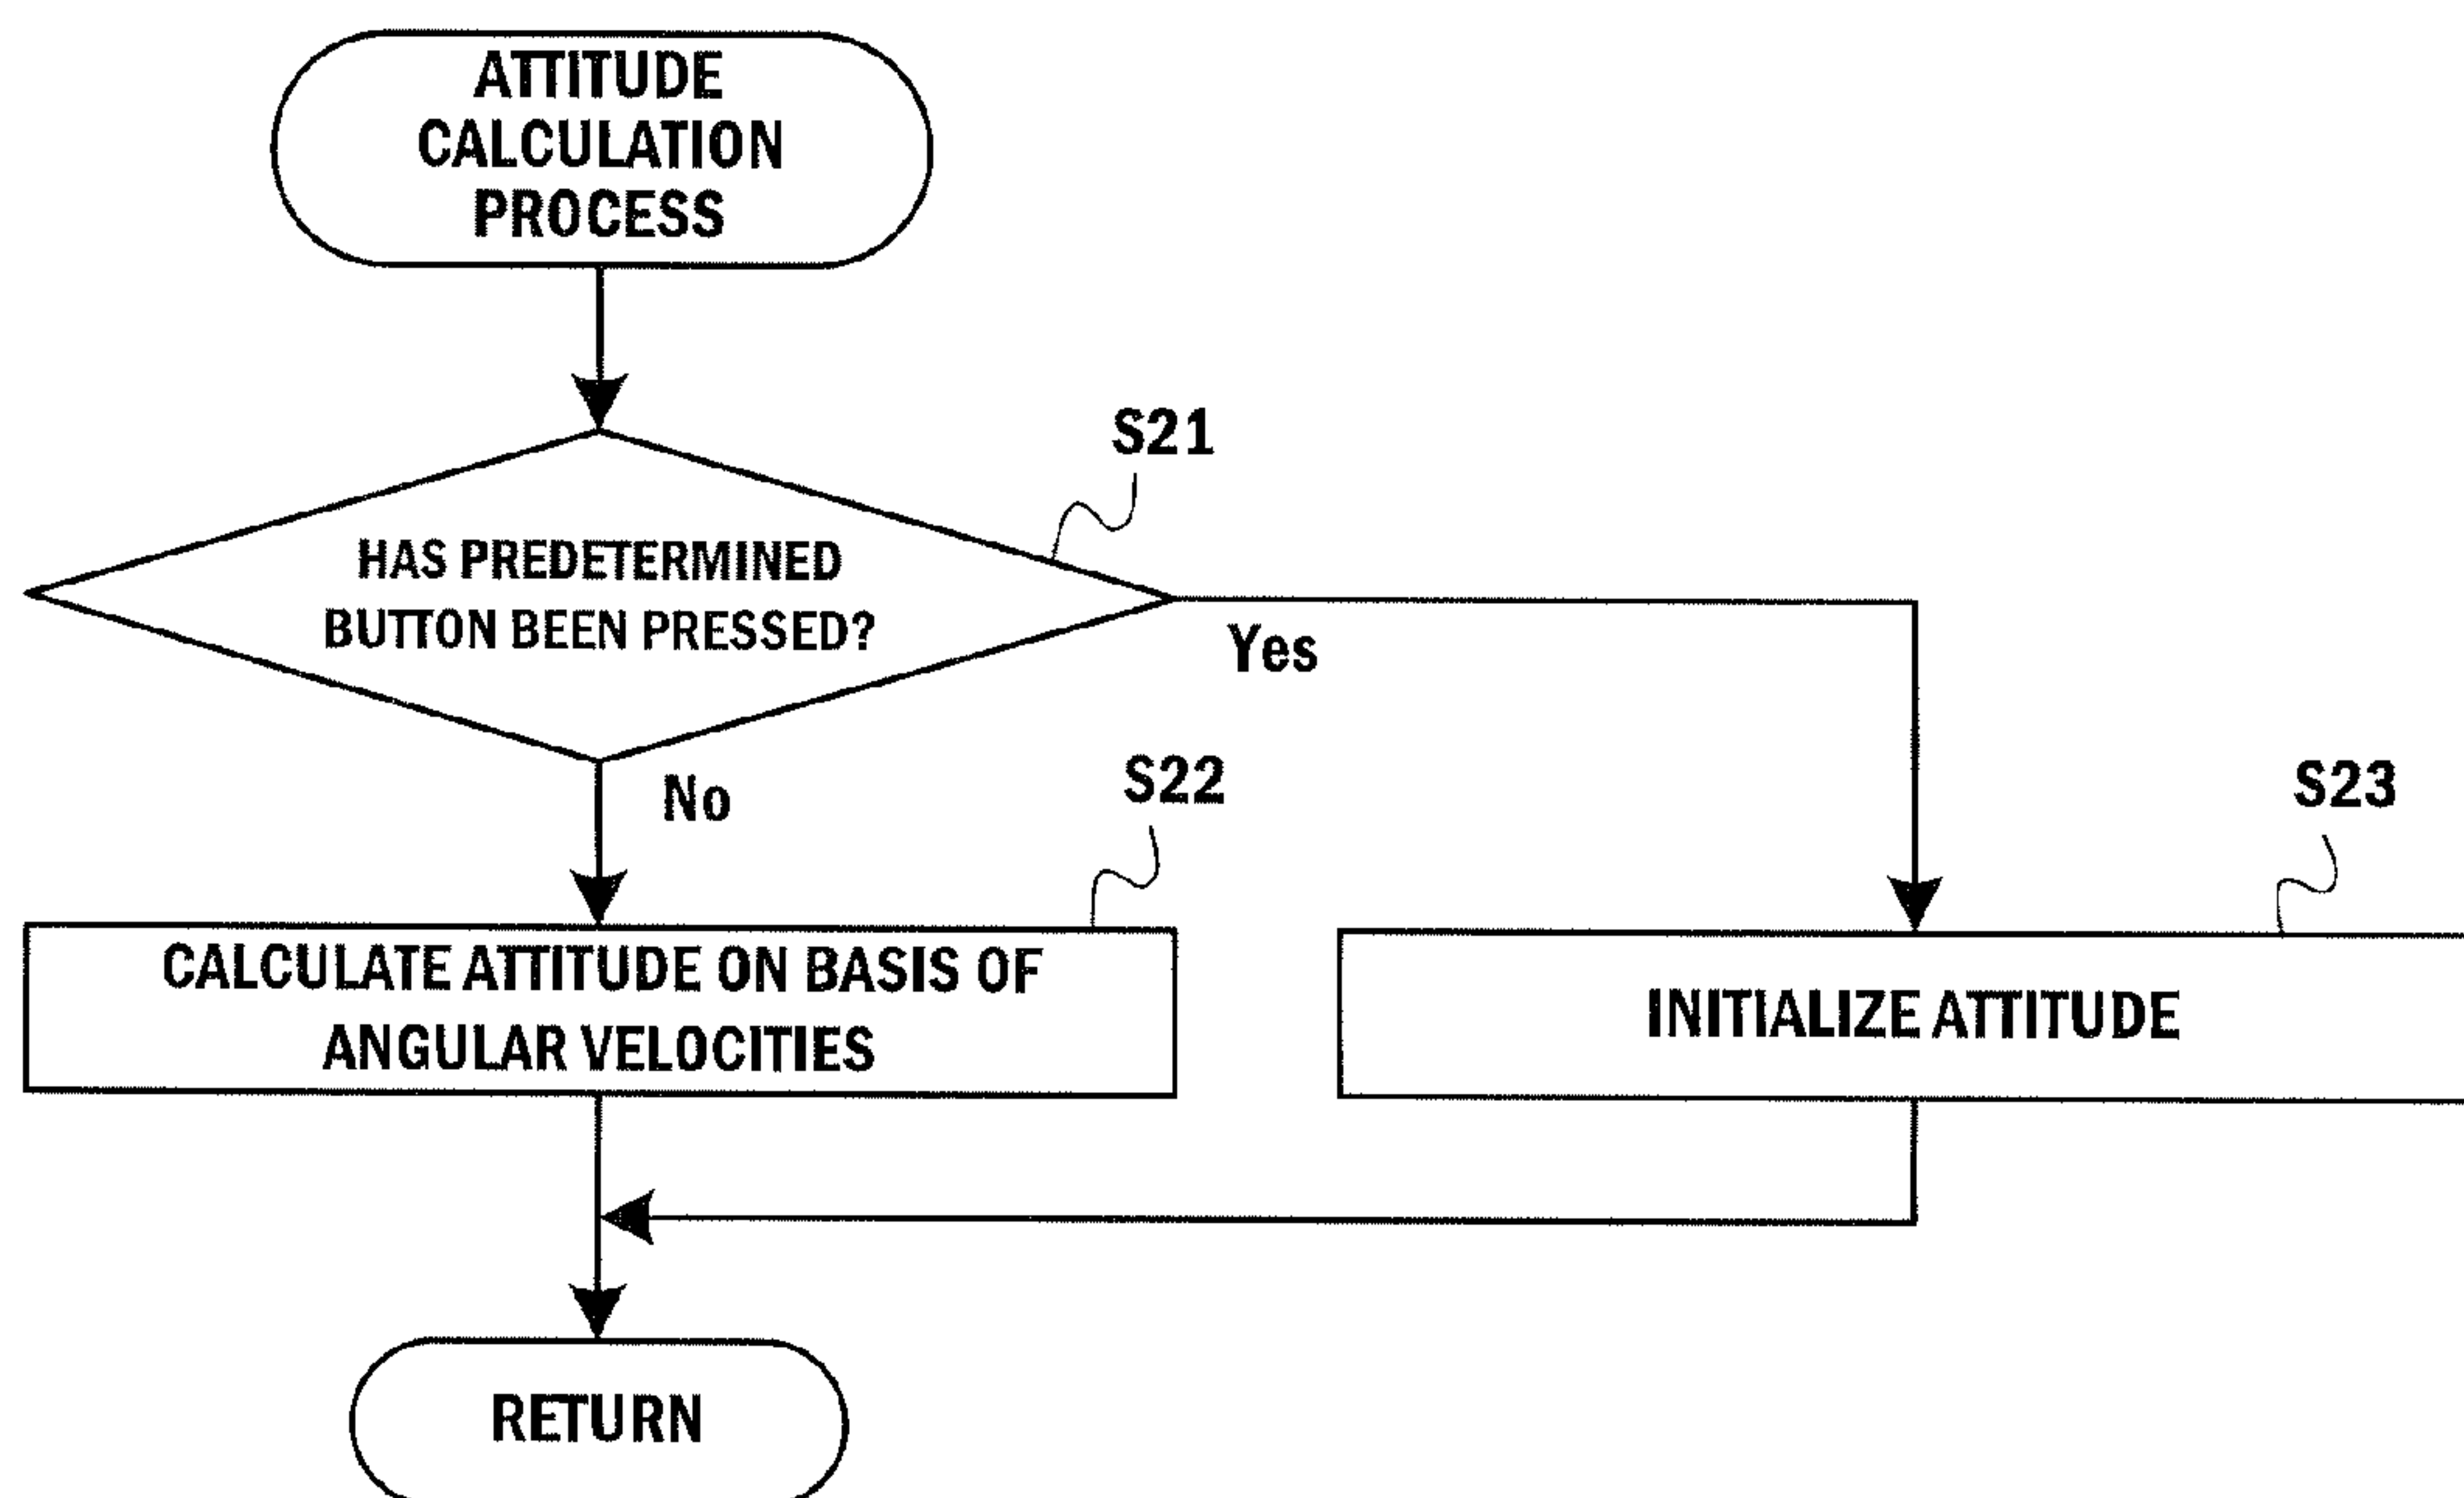 ATTITUDE
CALCULATION
PROCESS
S21
HAS PREDETERMINED
BUTTON BEEN PRESSED?
Yes
No
S22
S23
CALCULATE ATTITUDE ON BASIS OF
ANGULAR VELOCITIES
INITIALIZE ATTITUDE
RETURN